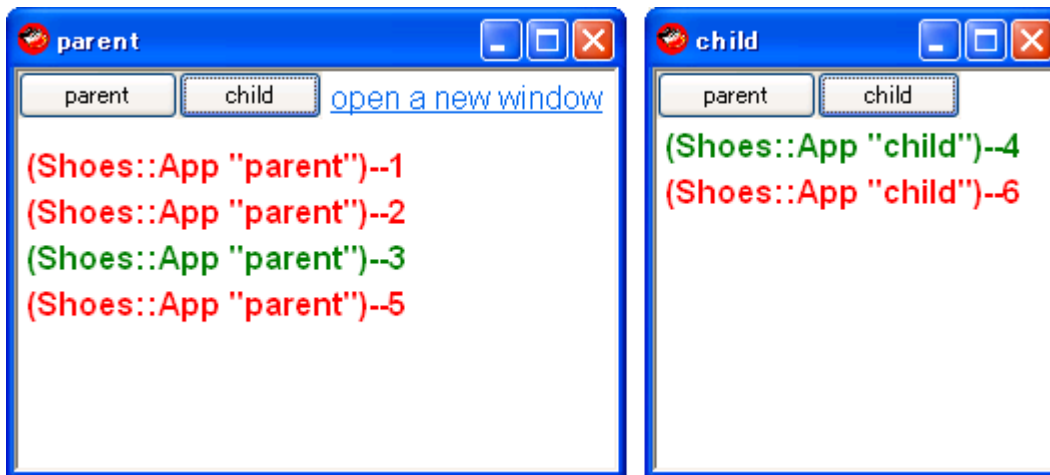 parent
parent child open a new window
(Shoes::App "parent")--1
(Shoes::App "parent")--2
(Shoes::App "parent")--3
(Shoes::App "parent")--5
child
parent child
(Shoes::App "child")--4
(Shoes::App "child")--6